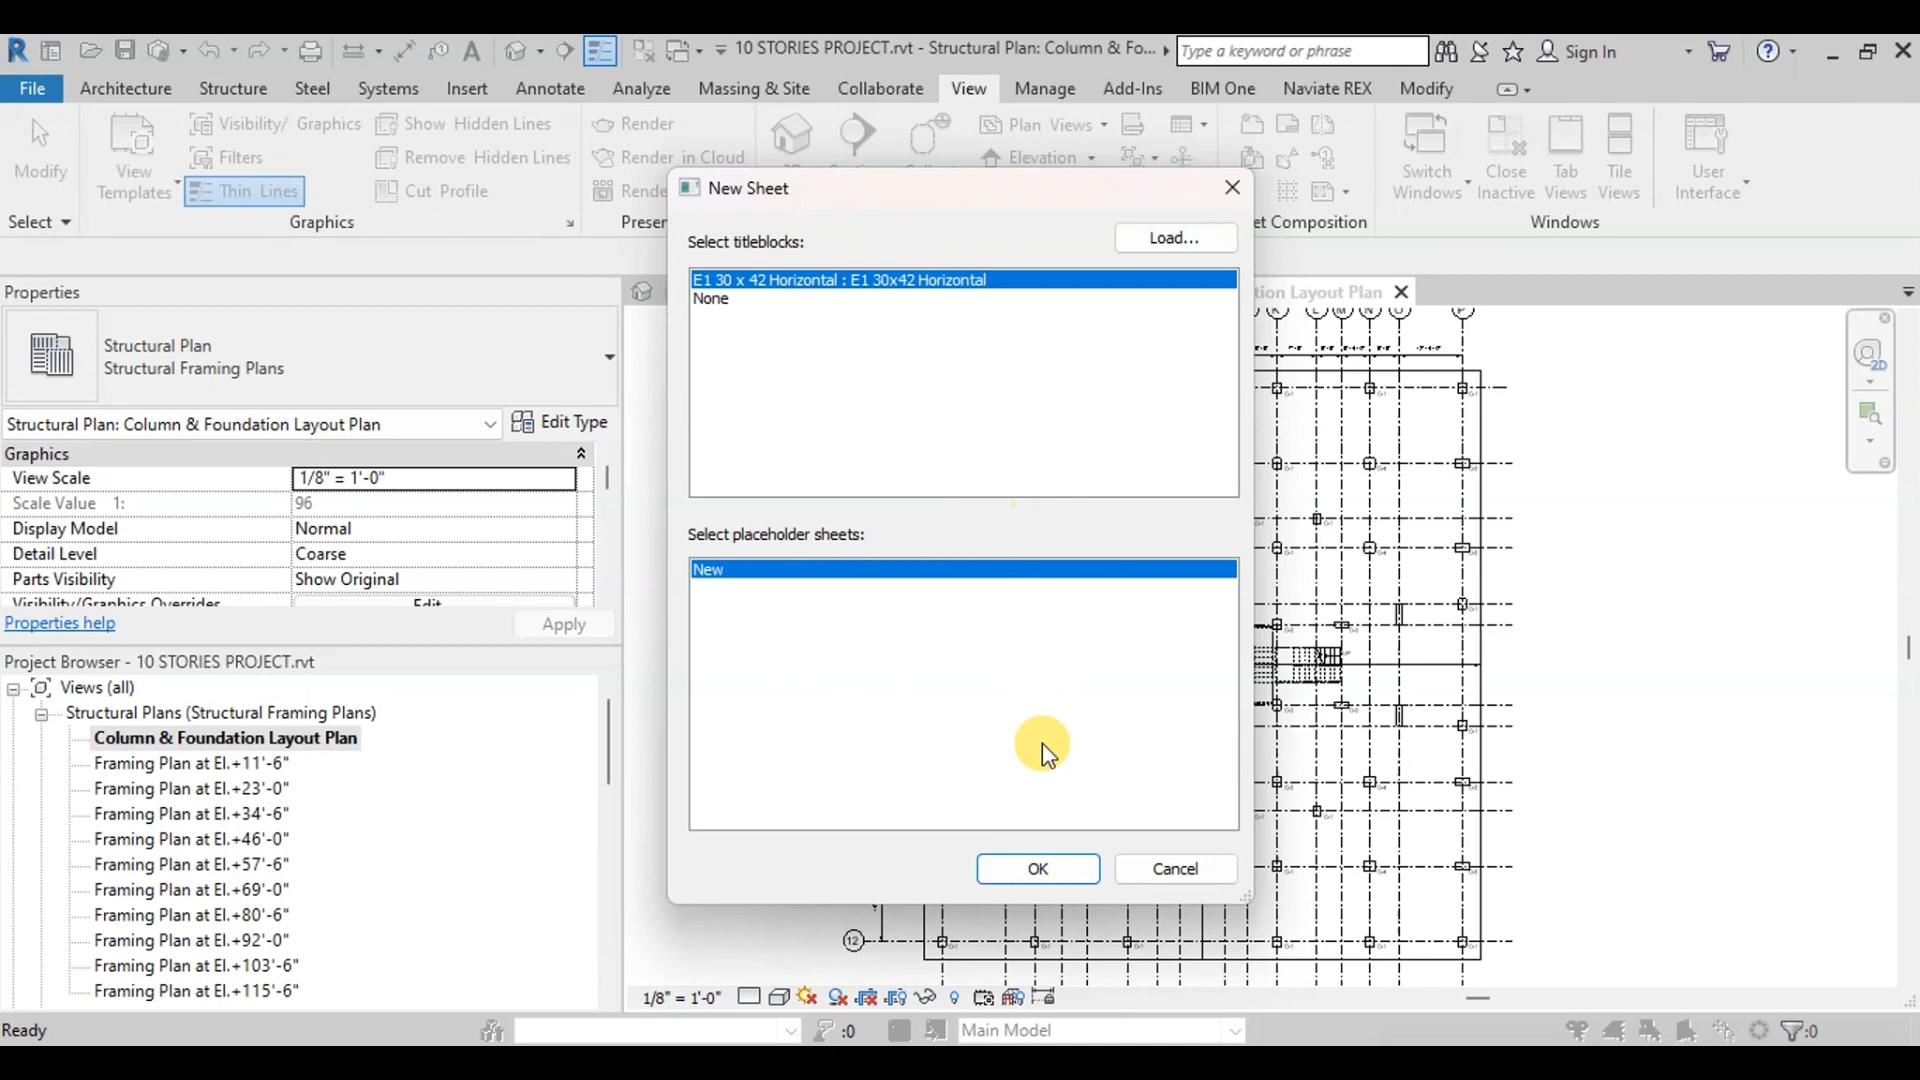 10 STORIES PROJECT.rvt - Structural Plan: Column & Fo...
Type a keyword or phrase
Sign In
File Architecture Structure Steel Systems Insert Annotate Analyze Massing & Site Collaborate View Manage Add-Ins BIM One Naviate REX Modify
Modify
View
Templates
Visibility/ Graphics
Filters
Thin Lines
Show Hidden Lines
Remove Hidden Lines
Cut Profile
Render
Render in Cloud
Plan Views
Elevation
Switch
Windows
Close
Inactive
Tab
Views
Tile
Views
User
Interface
Select
Graphics
Windows
New Sheet
Select titleblocks:
Load...
E1 30 x 42 Horizontal : E1 30x42 Horizontal
None
Select placeholder sheets:
New
OK
Cancel
Properties
Structural Plan
Structural Framing Plans
Structural Plan: Column & Foundation Layout Plan
Edit Type
Graphics
View Scale 1/8" = 1'-0"
Scale Value 1: 96
Display Model Normal
Detail Level Coarse
Parts Visibility Show Original
Visibility/Graphics Overrides Edit
Properties help
Apply
Project Browser - 10 STORIES PROJECT.rvt
Views (all)
Structural Plans (Structural Framing Plans)
Column & Foundation Layout Plan
Framing Plan at El.+11'-6"
Framing Plan at El.+23'-0"
Framing Plan at El.+34'-6"
Framing Plan at El.+46'-0"
Framing Plan at El.+57'-6"
Framing Plan at El.+69'-0"
Framing Plan at El.+80'-6"
Framing Plan at El.+92'-0"
Framing Plan at El.+103'-6"
Framing Plan at El.+115'-6"
Layout Plan
2D
12
1/8" = 1'-0"
Ready
:0
Main Model
:0